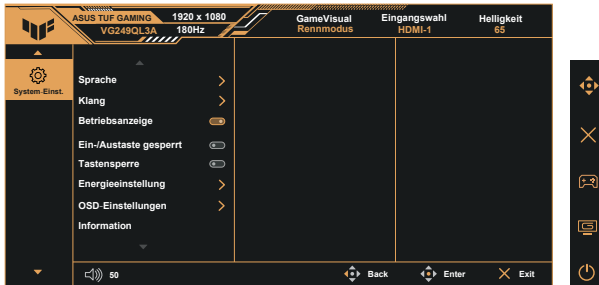 ASUS TUF GAMING 1920 x 1080 GameVisual Eingangswahl Helligkeit
VG249QL3A 180Hz Rennmodus HDMI-1 65
System-Einst.
Sprache
Klang
Betriebsanzeige
Ein-/Austaste gesperrt
Tastensperre
Energieeinstellung
OSD-Einstellungen
Information
50 Back Enter Exit